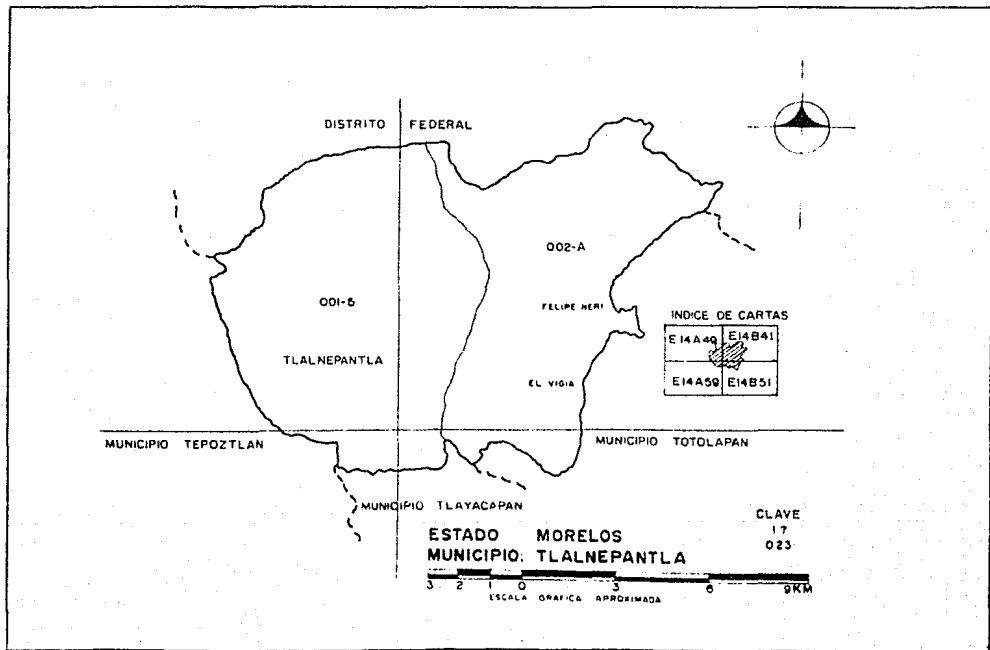 DISTRITO FEDERAL
002-A
001-5
FELIPE NERI
INDICE DE CARTAS
E14A49 E14B41
TLALNEPANTLA
EL VIGIA
E14A59 E14B51
MUNICIPIO TEPOZTLAN
MUNICIPIO TOTOLAPAN
MUNICIPIO TLAYACAPAN
CLAVE
17
023
ESTADO MORELOS
MUNICIPIO: TLALNEPANTLA
3 2 1 0 3 6 9KM
ESCALA GRAFICA APROXIMADA